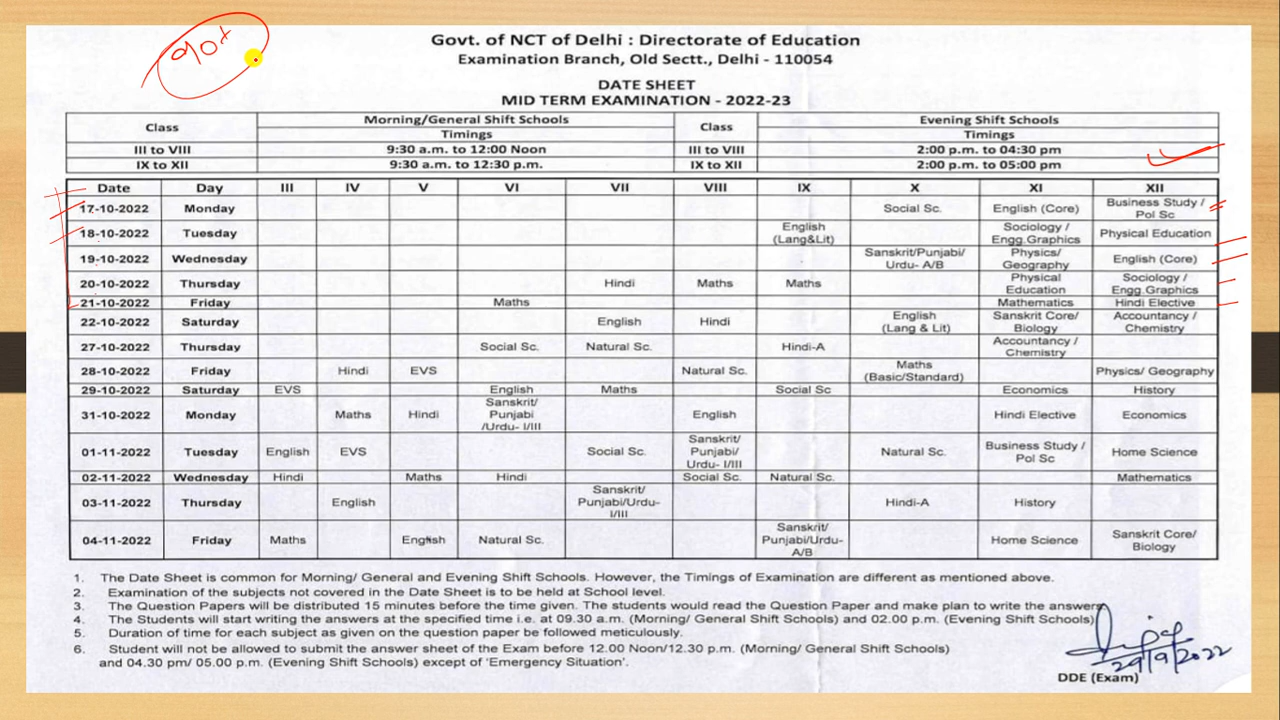 90+
Govt. of NCT of Delhi : Directorate of Education
Examination Branch, Old Sectt., Delhi - 110054
DATE SHEET
MID TERM EXAMINATION - 2022-23
Class Morning/General Shift Schools Class Evening Shift Schools
Timings Timings
III to VIII 9:30 a.m. to 12:00 Noon III to VIII 2:00 p.m. to 04:30 pm
IX to XII 9:30 a.m. to 12:30 p.m. IX to XII 2:00 p.m. to 05:00 pm
Date Day III IV V VI VII VIII IX X XI XII
17-10-2022 Monday Social Sc. English (Core) Business Study / Pol Sc
18-10-2022 Tuesday English (Lang&Lit) Sociology / Engg.Graphics Physical Education
19-10-2022 Wednesday Sanskrit/Punjabi/ Urdu- A/B Physics/ Geography English (Core)
20-10-2022 Thursday Hindi Maths Maths Physical Education Sociology / Engg.Graphics
21-10-2022 Friday Maths Mathematics Hindi Elective
22-10-2022 Saturday English Hindi English (Lang & Lit) Sanskrit Core/ Biology Accountancy / Chemistry
27-10-2022 Thursday Social Sc. Natural Sc. Hindi-A Accountancy / Chemistry
28-10-2022 Friday Hindi EVS Natural Sc. Maths (Basic/Standard) Physics/ Geography
29-10-2022 Saturday EVS English Maths Social Sc Economics History
31-10-2022 Monday Maths Hindi Sanskrit/ Punjabi /Urdu- I/III English Hindi Elective Economics
01-11-2022 Tuesday English EVS Social Sc. Sanskrit/ Punjabi/ Urdu- I/III Natural Sc. Business Study / Pol Sc Home Science
02-11-2022 Wednesday Hindi Maths Hindi Social Sc. Natural Sc. Mathematics
03-11-2022 Thursday English Sanskrit/ Punjabi/Urdu- I/III Hindi-A History
04-11-2022 Friday Maths English Natural Sc. Sanskrit/ Punjabi/Urdu- A/B Home Science Sanskrit Core/ Biology
1. The Date Sheet is common for Morning/ General and Evening Shift Schools. However, the Timings of Examination are different as mentioned above.
2. Examination of the subjects not covered in the Date Sheet is to be held at School level.
3. The Question Papers will be distributed 15 minutes before the time given. The students would read the Question Paper and make plan to write the answers
4. The Students will start writing the answers at the specified time i.e. at 09.30 a.m. (Morning/ General Shift Schools) and 02.00 p.m. (Evening Shift Schools)
5. Duration of time for each subject as given on the question paper be followed meticulously.
6. Student will not be allowed to submit the answer sheet of the Exam before 12.00 Noon/12.30 p.m. (Morning/ General Shift Schools)
and 04.30 pm/ 05.00 p.m. (Evening Shift Schools) except of 'Emergency Situation'.
29/9/2022
DDE (Exam)